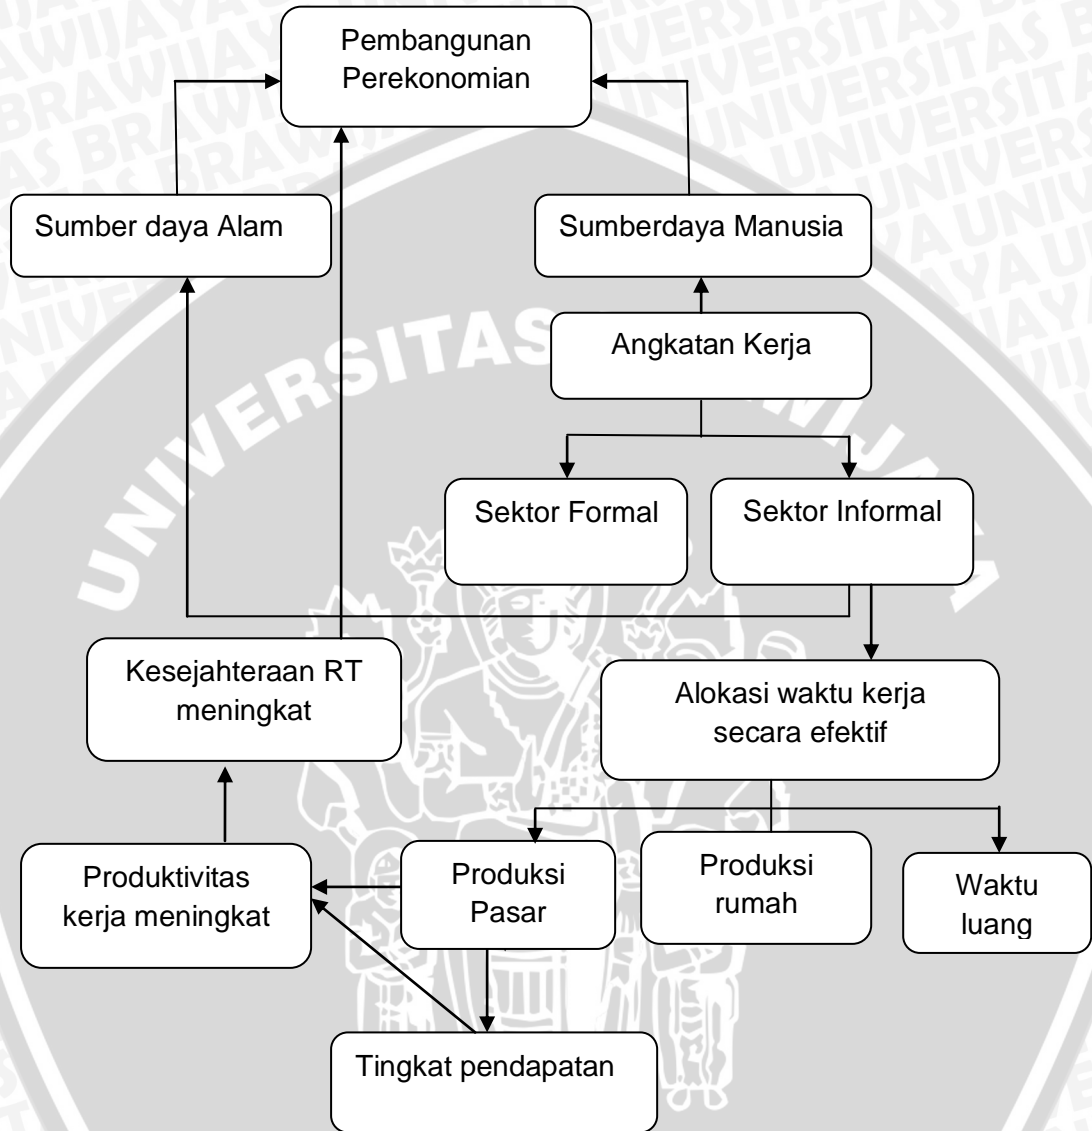 Pembangunan
Perekonomian
Sumber daya Alam
Sumberdaya Manusia
Angkatan Kerja
Sektor Formal
Sektor Informal
Kesejahteraan RT
meningkat
Alokasi waktu kerja
secara efektif
Produktivitas
kerja meningkat
Produksi
Pasar
Produksi
rumah
Waktu
luang
Tingkat pendapatan
UNIVERSITAS